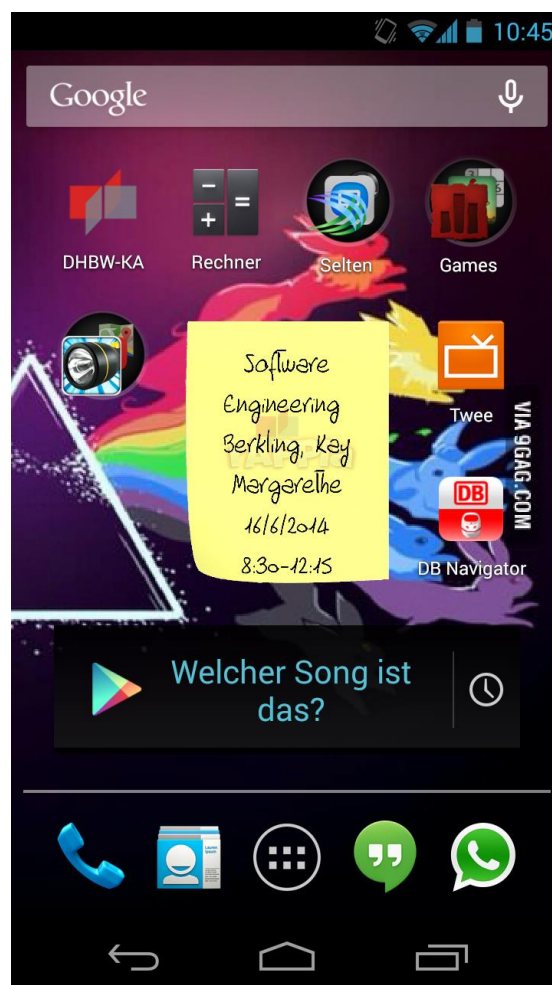 10:45
Google
DHBW-KA
Rechner
Selten
Games
Software
Engineering
Berkling, Kay
Margarethe
16/6/2014
8:30-12:15
Twee
VIA 9GAG.COM
DB
DB Navigator
Welcher Song ist
das?